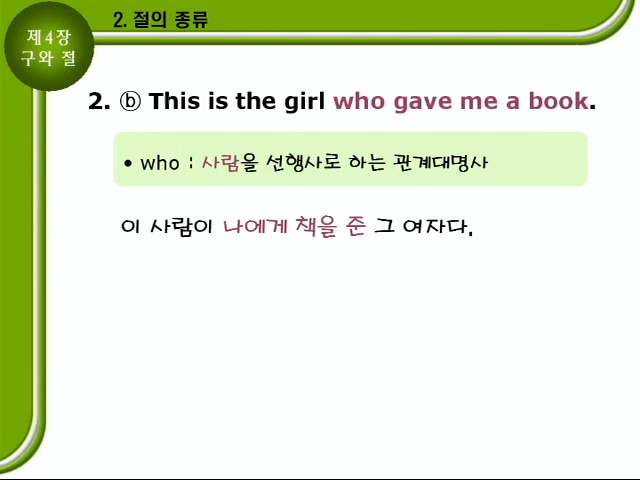 제4장
구와 절
2. 절의 종류
2. ⓑ This is the girl who gave me a book.
• who : 사람을 선행사로 하는 관계대명사
이 사람이 나에게 책을 준 그 여자다.